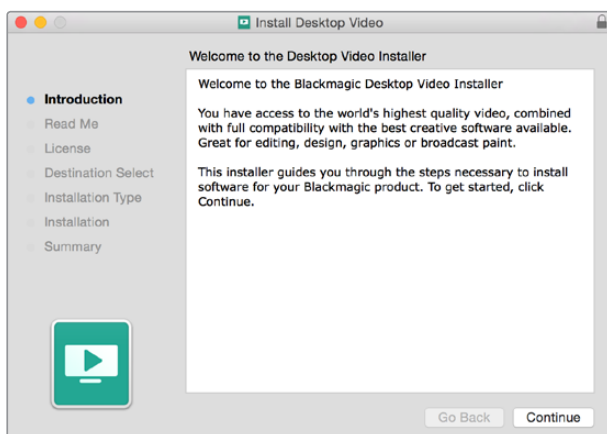 Install Desktop Video
Welcome to the Desktop Video Installer
Introduction
Read Me
License
Destination Select
Installation Type
Installation
Summary
Welcome to the Blackmagic Desktop Video Installer
You have access to the world's highest quality video, combined
with full compatibility with the best creative software available.
Great for editing, design, graphics or broadcast paint.
This installer guides you through the steps necessary to install
software for your Blackmagic product. To get started, click
Continue.
Go Back
Continue